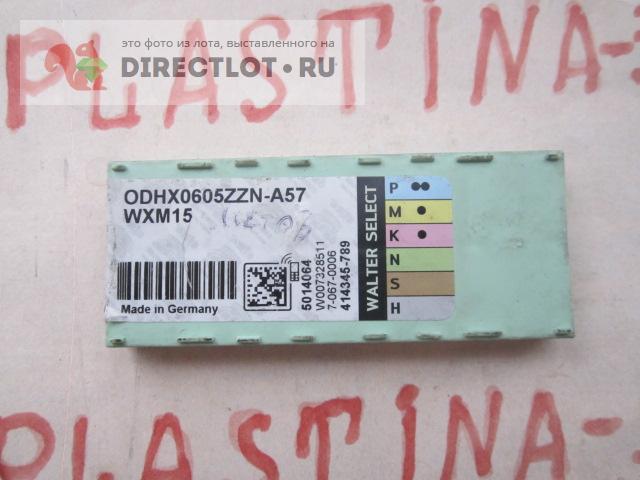 PLASTINA-
это фото из лота, выставленного на
DIRECTLOT.RU
ODHX0605ZZN-A57
WXM15
Made in Germany
5014064
W007328511
7-067-0006
414345-789
WALTER SELECT
P
M
K
N
S
H
PLASTINA-